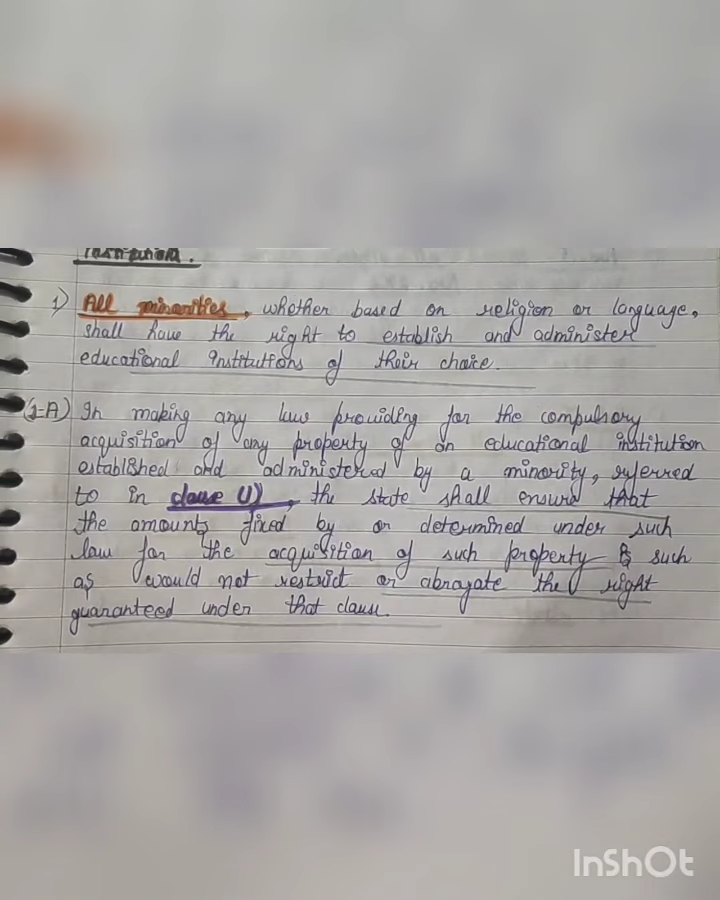 Institutions.
1) All minorities, whether based on religion or language,
shall have the right to establish and administer
educational Institutions of their choice.
(1-A) In making any law providing for the compulsory
acquisition of any property of an educational institution
established and administered by a minority, referred
to in clause (1), the state shall ensure that
the amounts fixed by or determined under such
law for the acquisition of such property is such
as would not restrict or abrogate the right
guaranteed under that clause.
InShOt